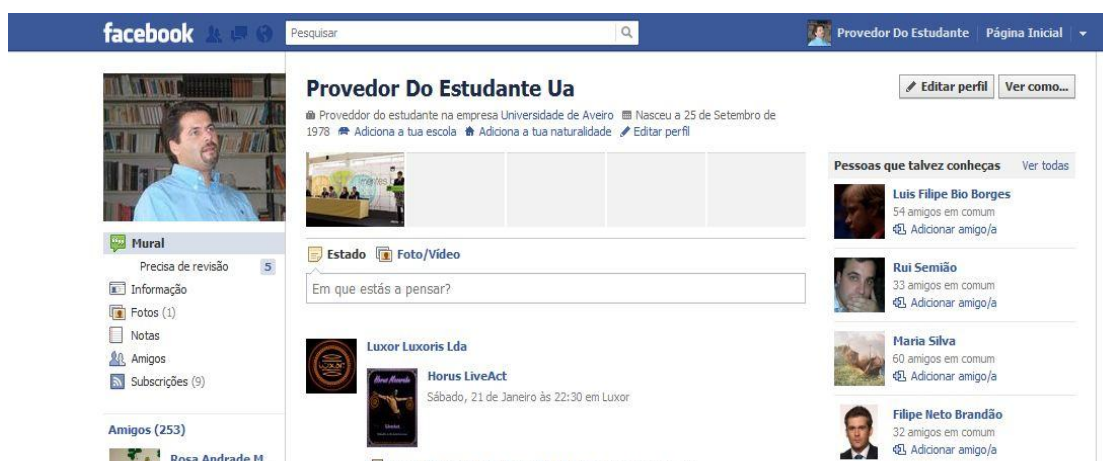 facebook
Pesquisar
Provedor Do Estudante
Página Inicial
Provedor Do Estudante Ua
Proveddor do estudante na empresa Universidade de Aveiro Nasceu a 25 de Setembro de
1978 Adiciona a tua escola Adiciona a tua naturalidade Editar perfil
Editar perfil
Ver como...
Mural
Precisa de revisão 5
Informação
Fotos (1)
Notas
Amigos
Subscrições (9)
Amigos (253)
Rosa Andrade M
Estado Foto/Vídeo
Em que estás a pensar?
Luxor Luxoris Lda
Horus LiveAct
Sábado, 21 de Janeiro às 22:30 em Luxor
Pessoas que talvez conheças Ver todas
Luis Filipe Bio Borges
54 amigos em comum
Adicionar amigo/a
Rui Semião
33 amigos em comum
Adicionar amigo/a
Maria Silva
60 amigos em comum
Adicionar amigo/a
Filipe Neto Brandão
32 amigos em comum
Adicionar amigo/a